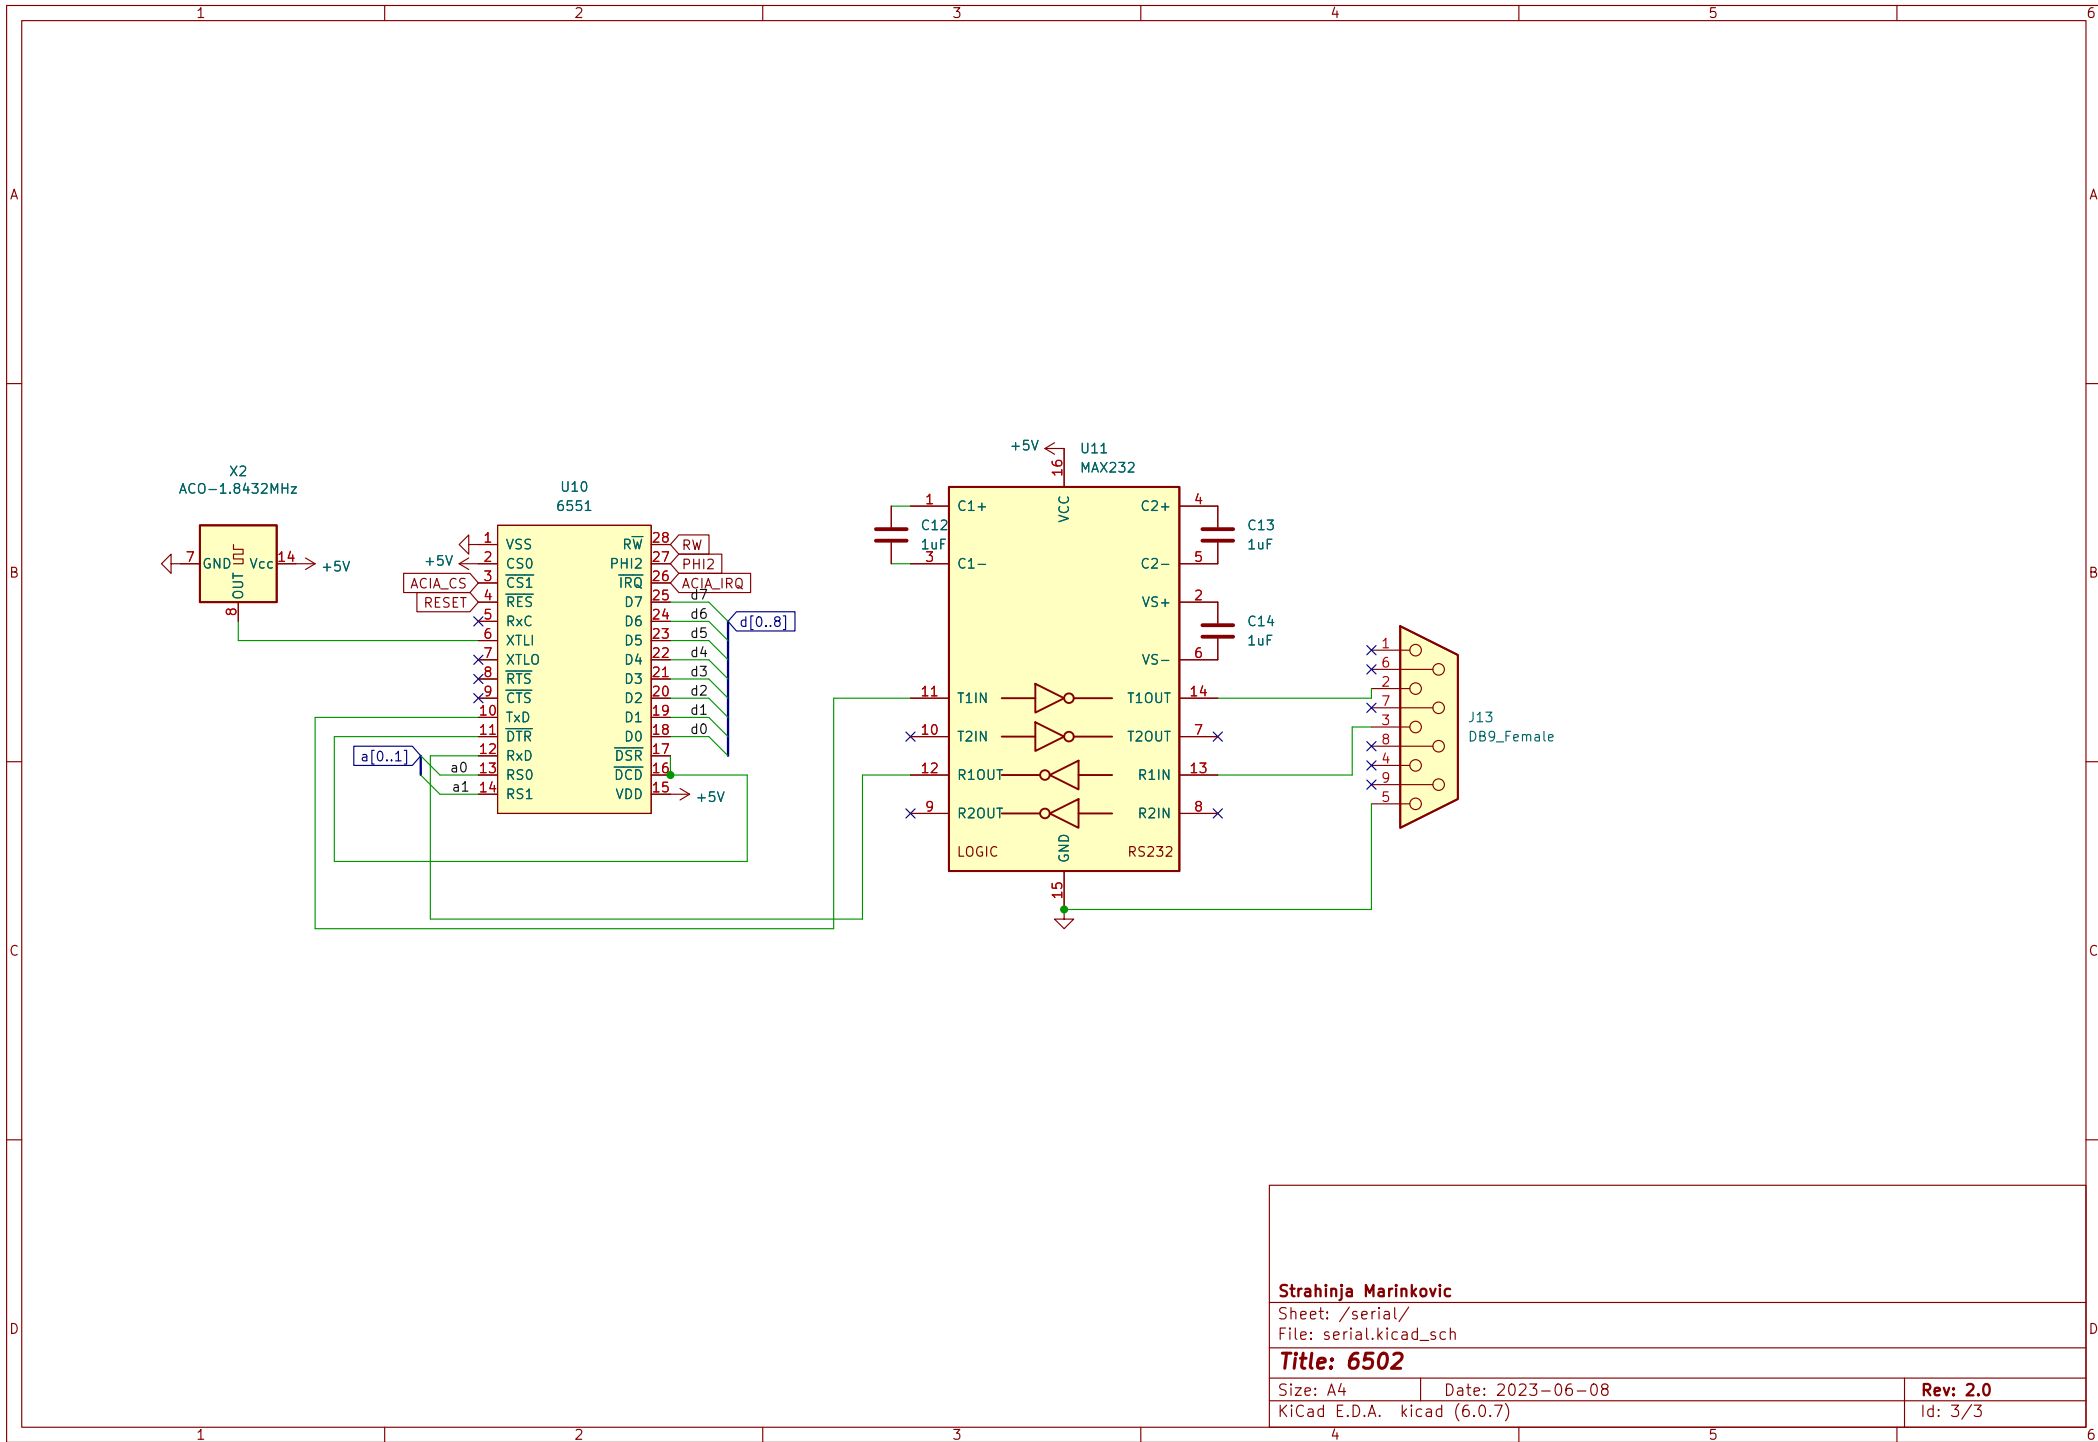 1 2 3 4 5 6
A A
B B
C C
D D
X2
ACO-1.8432MHz
7 GND Vcc 14 +5V
OUT
8
U10
6551
1 VSS
+5V 2 CS0
ACIA_CS 3 CS1
RESET 4 RES
5 RxC
6 XTLI
7 XTLO
8 RTS
9 CTS
10 TxD
11 DTR
12 RxD
a[0..1]
a0 13 RS0
a1 14 RS1
RW 28 RW
PHI2 27 PHI2
IRQ 26 ACIA_IRQ
D7 25 d7
D6 24 d6
d[0..8]
D5 23 d5
D4 22 d4
D3 21 d3
D2 20 d2
D1 19 d1
D0 18 d0
DSR 17
DCD 16
VDD 15 +5V
+5V
16
U11
MAX232
VCC
1 C1+
C12
1uF
3 C1-
C2+ 4
C13
1uF
C2- 5
VS+ 2
C14
1uF
VS- 6
11 T1IN T1OUT 14
10 T2IN T2OUT 7
12 R1OUT R1IN 13
9 R2OUT R2IN 8
LOGIC GND RS232
15
1
6
2
7
3
8
4
9
5
J13
DB9_Female
Strahinja Marinkovic
Sheet: /serial/
File: serial.kicad_sch
Title: 6502
Size: A4 Date: 2023-06-08 Rev: 2.0
KiCad E.D.A. kicad (6.0.7) Id: 3/3
1 2 3 4 5 6